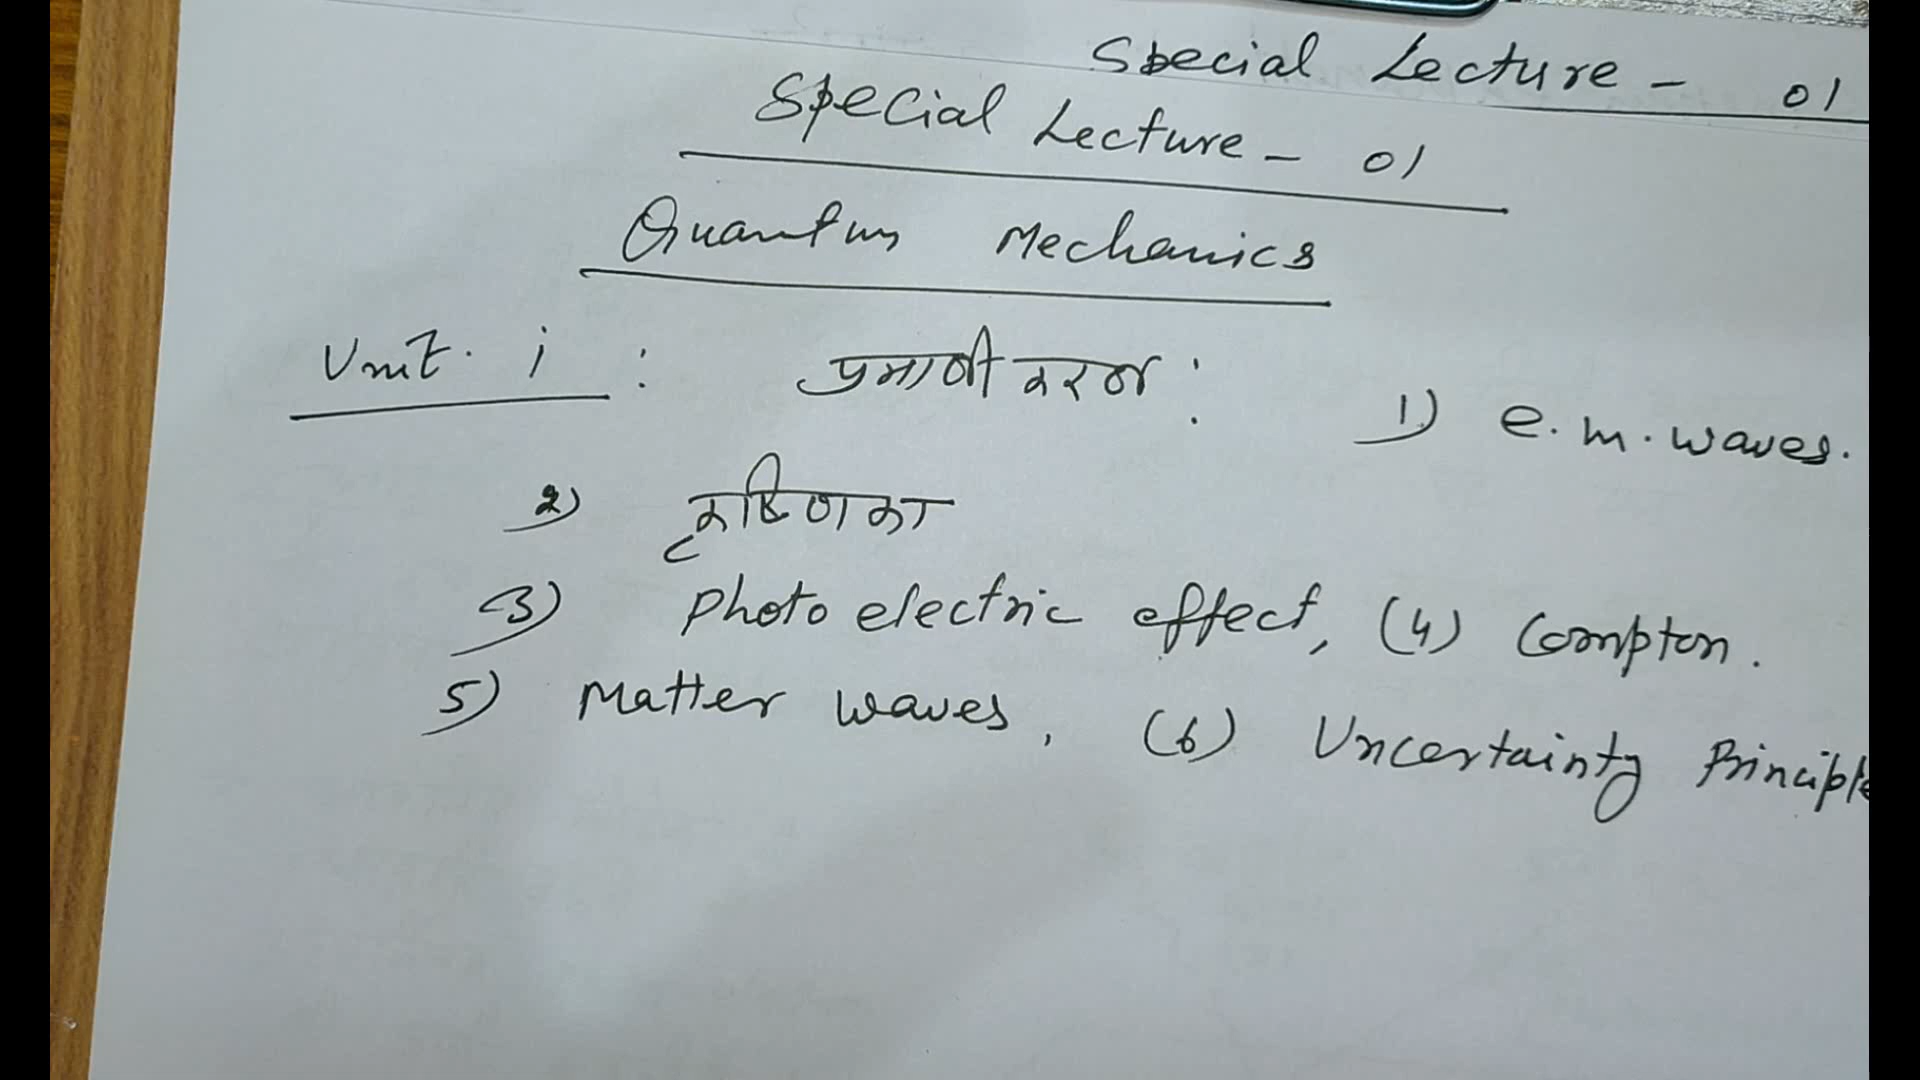 Special Lecture - 01
Special Lecture - 01
Quantum Mechanics
Unit. i : प्रमाणीकरण : 1) e.m. waves.
2) कृष्णिका
3) Photo electric effect, (4) Compton.
5) Matter waves, (6) Uncertainty Principle